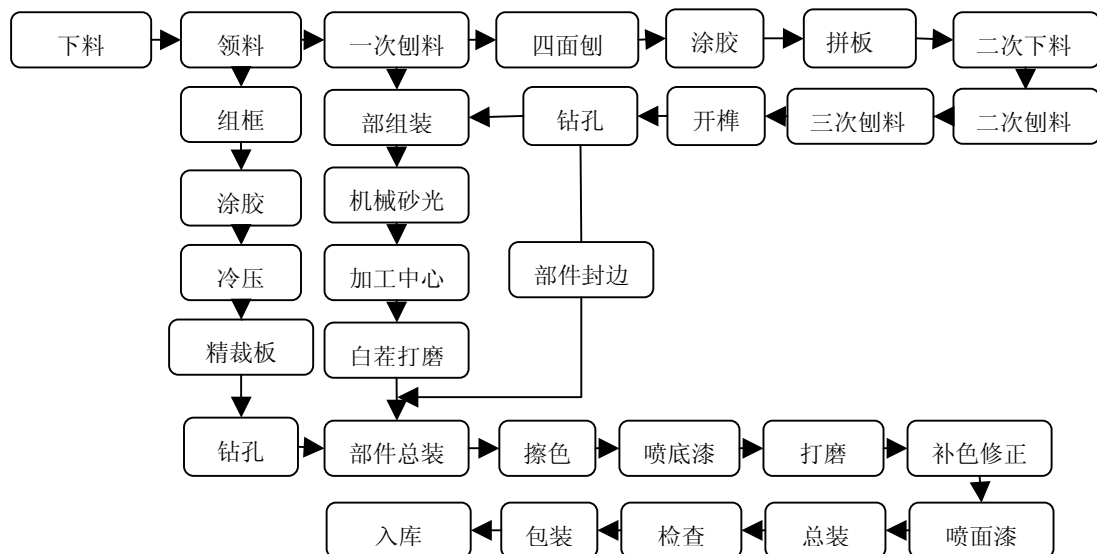 下料
领料
一次刨料
四面刨
涂胶
拼板
二次下料
组框
部组装
钻孔
开榫
三次刨料
二次刨料
涂胶
机械砂光
冷压
加工中心
部件封边
精裁板
白茬打磨
钻孔
部件总装
擦色
喷底漆
打磨
补色修正
入库
包装
检查
总装
喷面漆